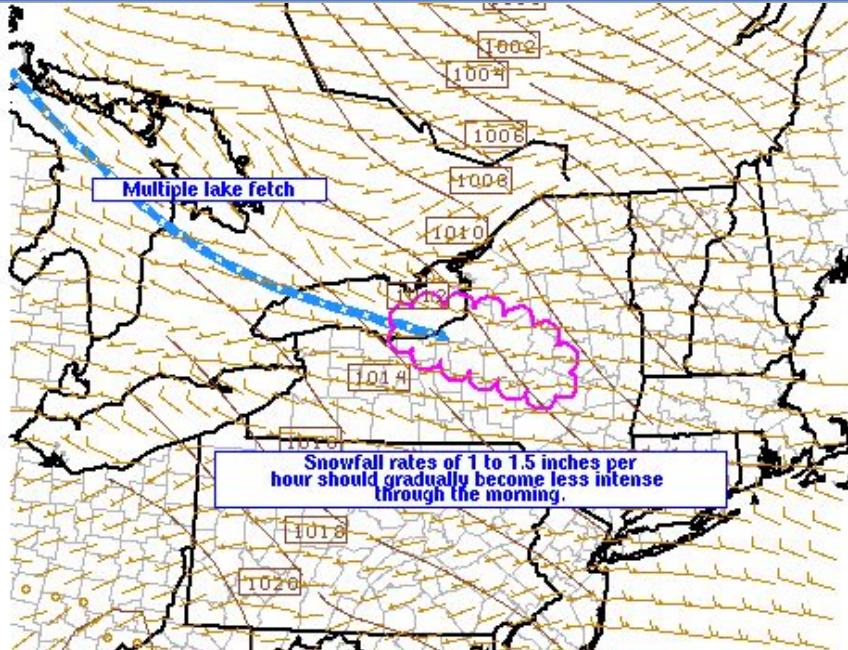 1002
1004
1006
Multiple lake fetch
1008
1010
1014
Snowfall rates of 1 to 1.5 inches per
hour should gradually become less intense
through the morning.
1018
1020